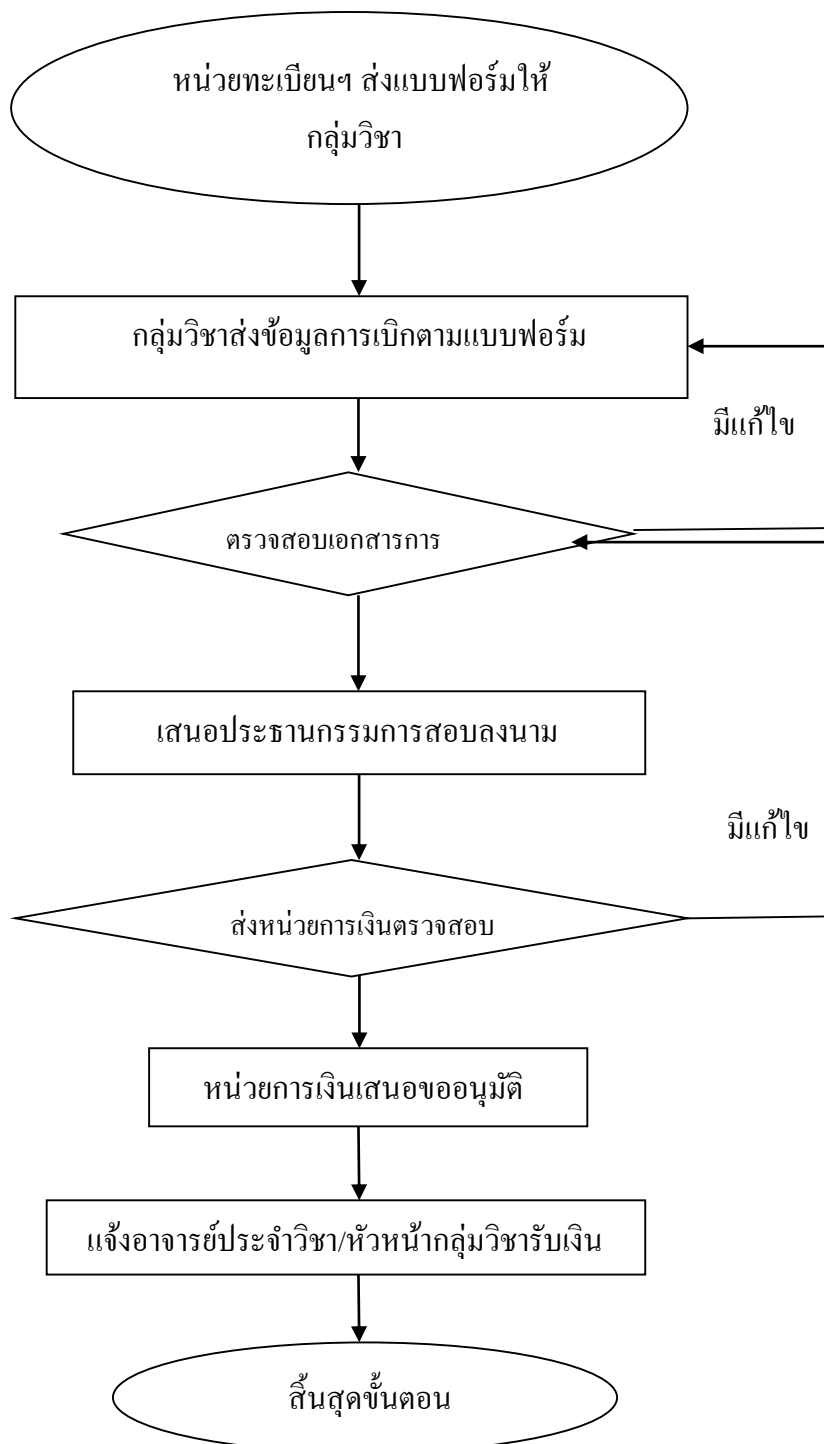 หน่วยทะเบียนฯ ส่งแบบฟอร์มให้
กลุ่มวิชา
กลุ่มวิชาส่งข้อมูลการเบิกตามแบบฟอร์ม
มีแก้ไข
ตรวจสอบเอกสารการ
เสนอประธานกรรมการสอบลงนาม
มีแก้ไข
ส่งหน่วยการเงินตรวจสอบ
หน่วยการเงินเสนอขออนุมัติ
แจ้งอาจารย์ประจำวิชา/หัวหน้ากลุ่มวิชารับเงิน
สิ้นสุดขั้นตอน